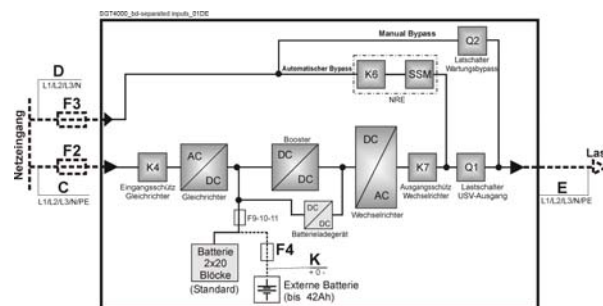 SGT4000_bd-separated inputs_01DE
Manual Bypass
Q2
Latschalter
Wartungsbypass
D
L1/L2/L3/N
Automatischer Bypass
K6
SSM
NRE
F3
Netzeingang
F2
C
L1/L2/L3/N/PE
K4
Eingangsschütz
Gleichrichter
AC
DC
Gleichrichter
Booster
DC
DC
DC
AC
Wechselrichter
K7
Ausgangsschütz
Wechselrichter
Q1
Lastschalter
USV-Ausgang
Las
E
L1/L2/L3/N/PE
DC
DC
Batterieladegerät
F9-10-11
F4
K
+ 0 -
Batterie
2x20
Blöcke
(Standard)
Externe Batterie
(bis 42Ah)